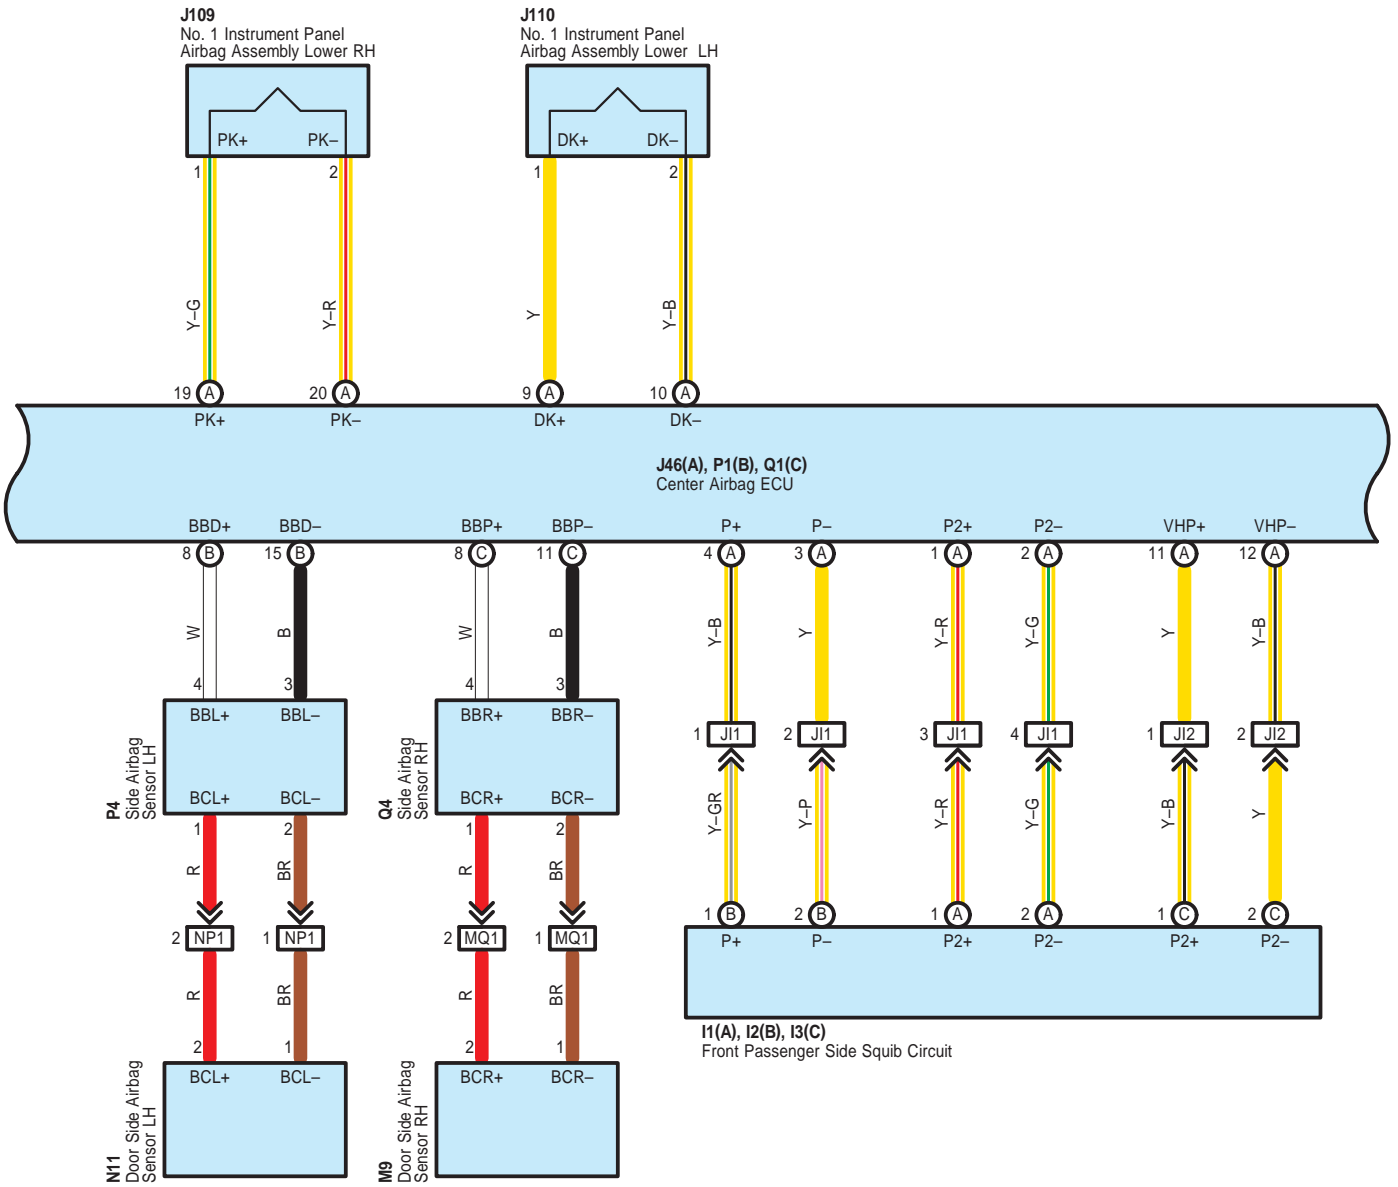 J109
No. 1 Instrument Panel
Airbag Assembly Lower RH
J110
No. 1 Instrument Panel
Airbag Assembly Lower LH
PK+ PK–
DK+ DK–
1 2 1 2
Y–G Y–R Y Y–B
19 A 20 A 9 A 10 A
PK+ PK– DK+ DK–
J46(A), P1(B), Q1(C)
Center Airbag ECU
BBD+ BBD– BBP+ BBP– P+ P– P2+ P2– VHP+ VHP–
8 B 15 B 8 C 11 C 4 A 3 A 1 A 2 A 11 A 12 A
W B W B Y–B Y Y–R Y–G Y Y–B
4 3 4 3
BBL+ BBL– BBR+ BBR–
1 JI1 2 JI1 3 JI1 4 JI1 1 JI2 2 JI2
P4
Side Airbag
Sensor LH
Q4
Side Airbag
Sensor RH
BCL+ BCL– BCR+ BCR–
1 2 1 2
Y–GR Y–P Y–R Y–G Y–B Y
R BR R BR
1 B 2 B 1 A 2 A 1 C 2 C
2 NP1 1 NP1 2 MQ1 1 MQ1
P+ P– P2+ P2– P2+ P2–
R BR R BR
I1(A), I2(B), I3(C)
Front Passenger Side Squib Circuit
2 1 2 1
BCL+ BCL– BCR+ BCR–
N11
Door Side Airbag
Sensor LH
M9
Door Side Airbag
Sensor RH